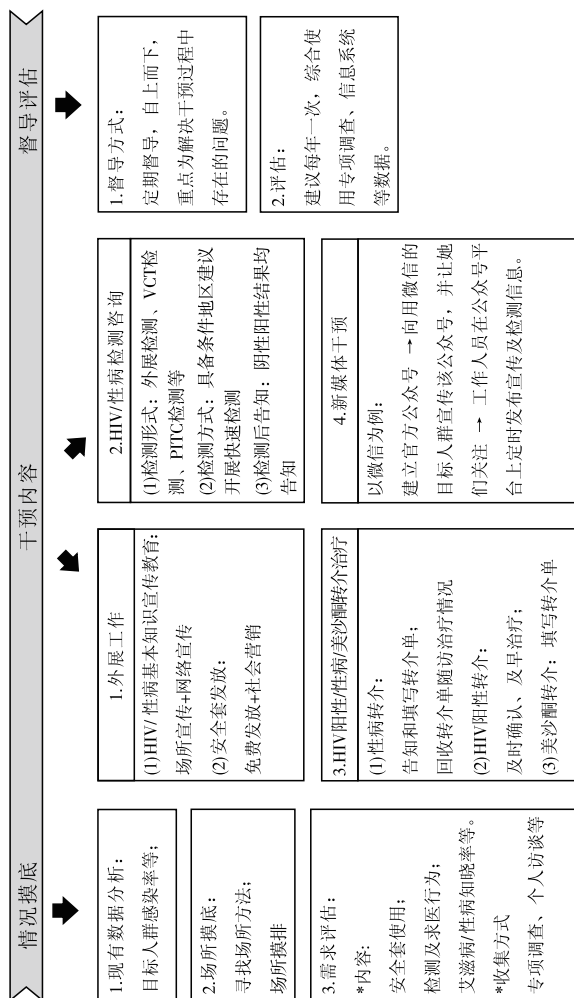 情况摸底
干预内容
督导评估
1.现有数据分析：
目标人群感染率等；
2.场所摸底：
寻找场所方法；
场所摸排
3.需求评估：
*内容:
安全套使用；
检测及求医行为；
艾滋病/性病知晓率等。
*收集方式
专项调查、个人访谈等
1.外展工作
(1)HIV/性病基本知识宣传教育：
场所宣传+网络宣传
(2)安全套发放：
免费发放+社会营销
2.HIV/性病检测咨询
(1)检测形式：外展检测、VCT检
测、PITC检测等
(2)检测方式：具备条件地区建议
开展快速检测
(3)检测后告知：阴性阳性结果均
告知
3.HIV阳性/性病/美沙酮转介治疗
(1)性病转介：
告知和填写转介单；
回收转介单随访治疗情况
(2)HIV阳性转介：
及时确认、及早治疗；
(3)美沙酮转介：填写转介单
4.新媒体干预
以微信为例：
建立官方公众号 → 向用微信的
目标人群宣传该公众号，并让她
们关注 → 工作人员在公众号平
台上定时发布宣传及检测信息。
1.督导方式：
定期督导，自上而下，
重点为解决干预过程中
存在的问题。
2.评估：
建议每年一次，综合使
用专项调查、信息系统
等数据。